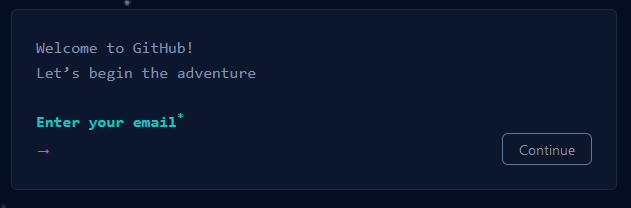 Welcome to GitHub!
Let’s begin the adventure
Enter your email*
→
Continue